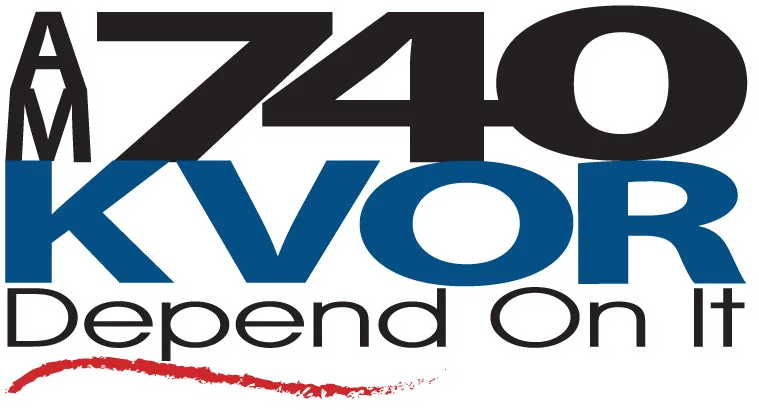 AM 740
KVOR
Depend On It